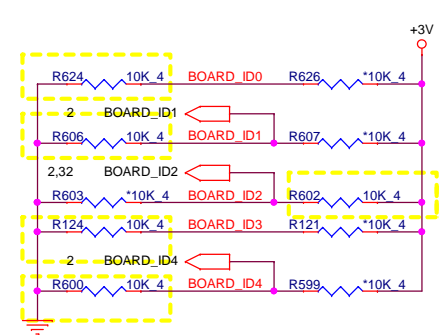 +3V
R624 10K_4 BOARD_ID0 R626 *10K_4
2 BOARD_ID1
R606 10K_4 BOARD_ID1 R607 *10K_4
2,32 BOARD_ID2
R603 *10K_4 BOARD_ID2 R602 10K_4
R124 10K_4 BOARD_ID3 R121 *10K_4
2 BOARD_ID4
R600 10K_4 BOARD_ID4 R599 *10K_4